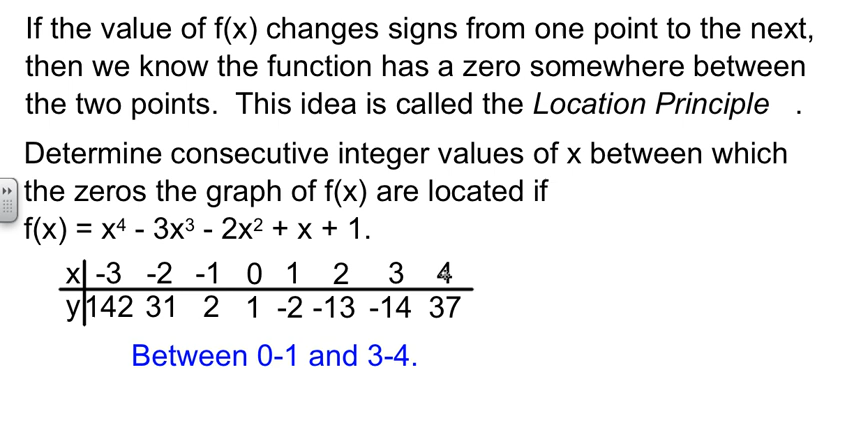 If the value of f(x) changes signs from one point to the next,
then we know the function has a zero somewhere between
the two points.  This idea is called the Location Principle  .
Determine consecutive integer values of x between which
the zeros the graph of f(x) are located if
f(x) = x⁴ - 3x³ - 2x² + x + 1.
x| -3 -2 -1 0 1 2 3 4
y|142 31 2 1 -2 -13 -14 37
Between 0-1 and 3-4.